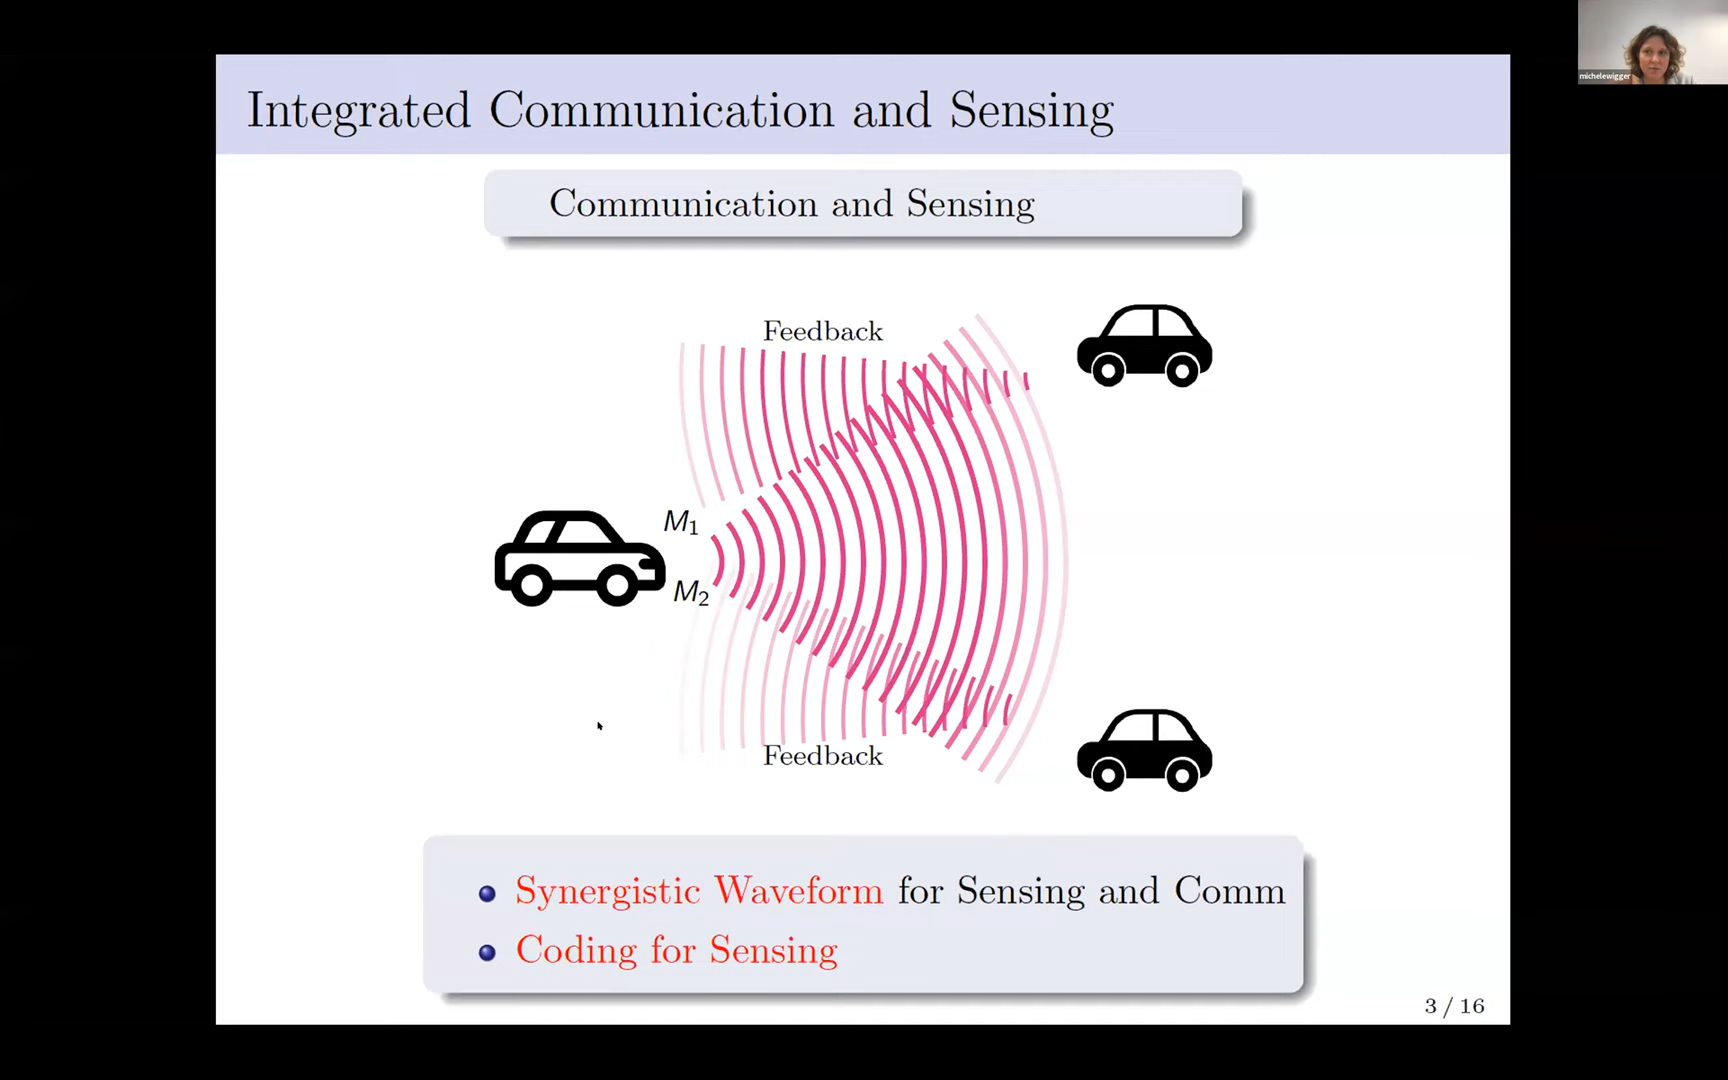 michelewigger
Integrated Communication and Sensing
Communication and Sensing
Feedback
M₁
M₂
Feedback
Synergistic Waveform for Sensing and Comm
Coding for Sensing
3 / 16